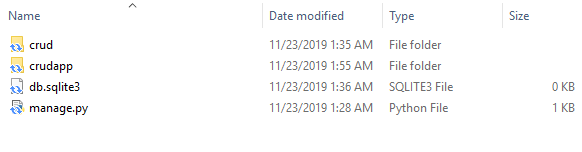 Name Date modified Type Size
crud 11/23/2019 1:35 AM File folder
crudapp 11/23/2019 1:55 AM File folder
db.sqlite3 11/23/2019 1:36 AM SQLITE3 File 0 KB
manage.py 11/23/2019 1:28 AM Python File 1 KB